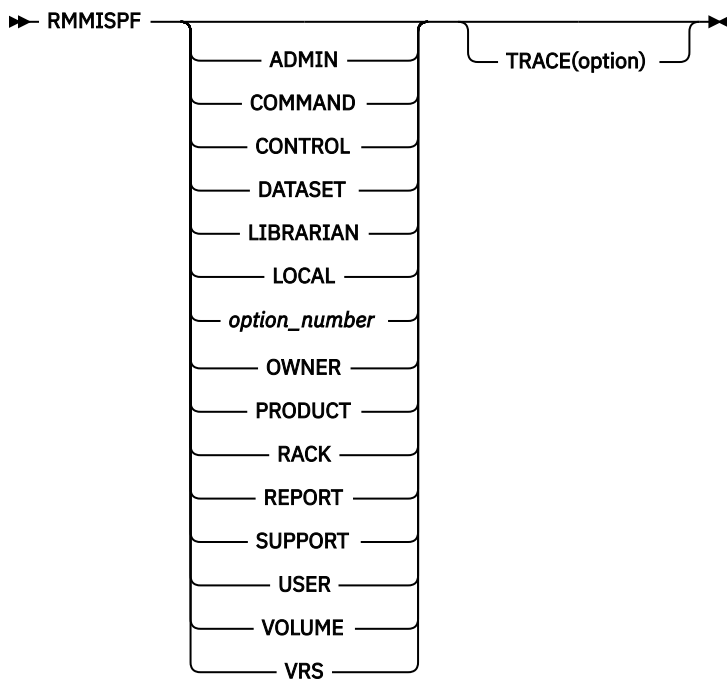 RMMISPF
ADMIN
TRACE(option)
COMMAND
CONTROL
DATASET
LIBRARIAN
LOCAL
option_number
OWNER
PRODUCT
RACK
REPORT
SUPPORT
USER
VOLUME
VRS